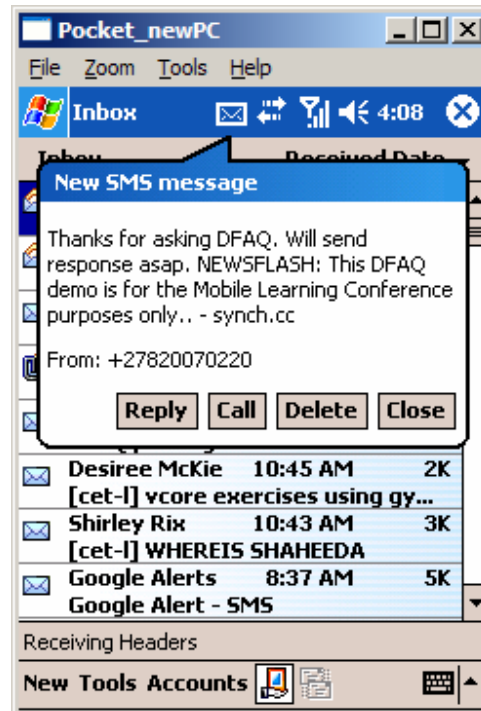 Pocket_newPC
File Zoom Tools Help
Inbox 4:08
Inbox Received Date
New SMS message
Thanks for asking DFAQ. Will send
response asap. NEWSFLASH: This DFAQ
demo is for the Mobile Learning Conference
purposes only.. - synch.cc
From: +27820070220
Reply Call Delete Close
Desiree McKie 10:45 AM 2K
[cet-l] vcore exercises using gy...
Shirley Rix 10:43 AM 3K
[cet-l] WHEREIS SHAHEEDA
Google Alerts 8:37 AM 5K
Google Alert - SMS
Receiving Headers
New Tools Accounts